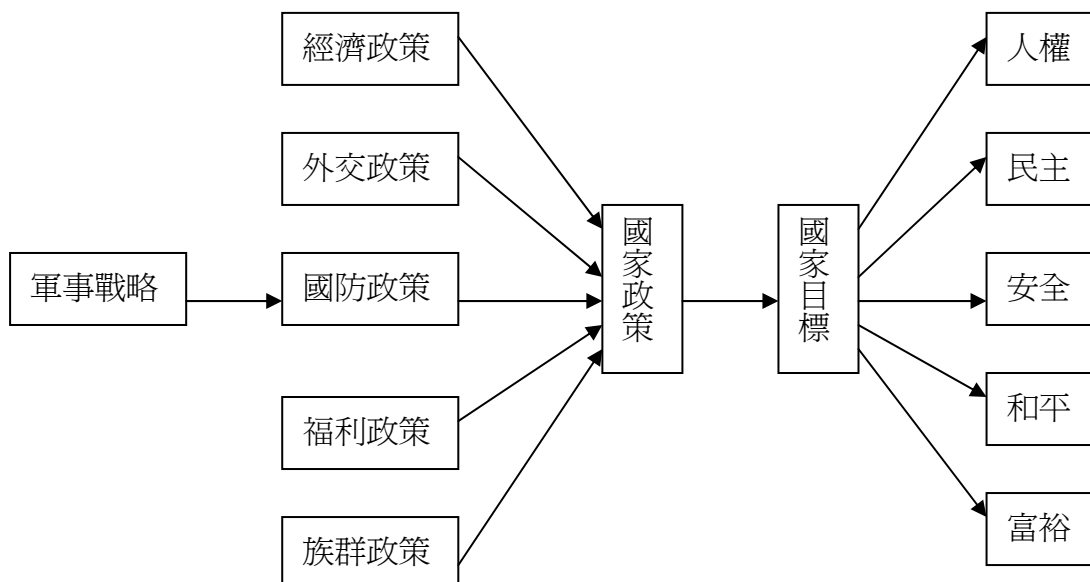 經濟政策
外交政策
軍事戰略
國防政策
福利政策
族群政策
國家政策
國家目標
人權
民主
安全
和平
富裕